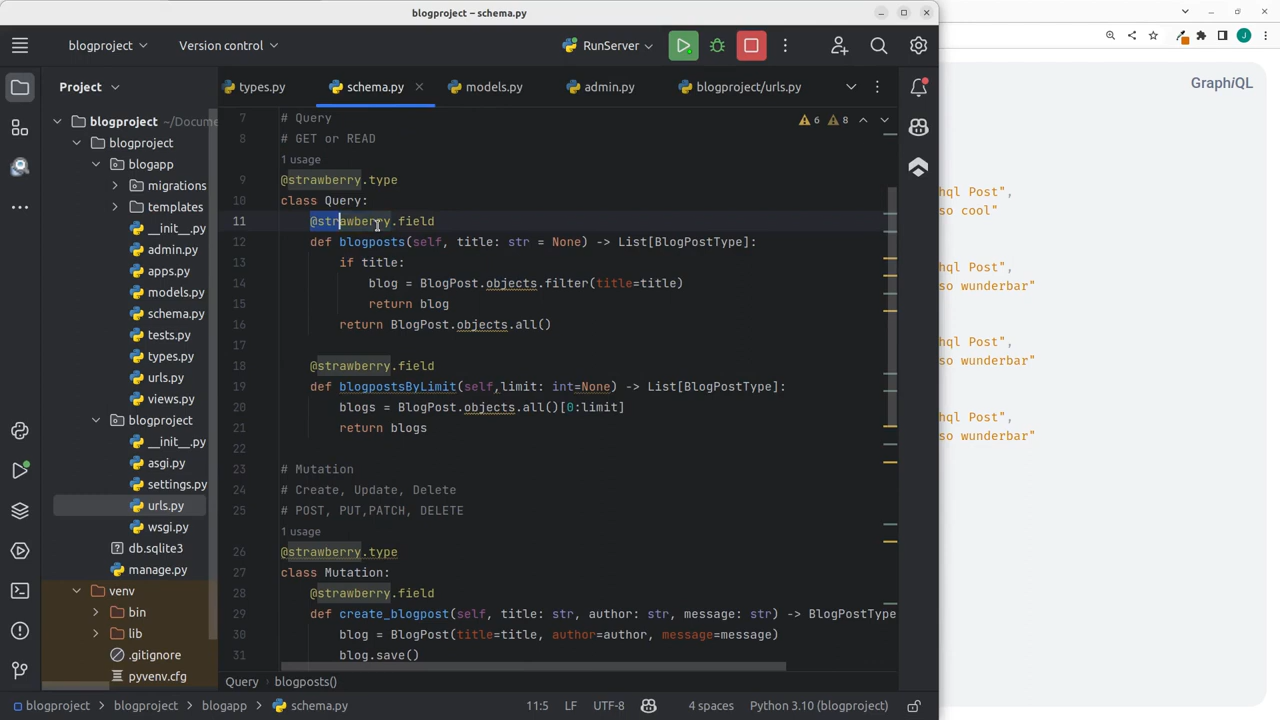 blogproject – schema.py
blogproject
Version control
RunServer
J
Project
types.py
schema.py
models.py
admin.py
blogproject/urls.py
GraphiQL
blogproject ~/Docume
blogproject
blogapp
migrations
templates
__init__.py
admin.py
apps.py
models.py
schema.py
tests.py
types.py
urls.py
views.py
blogproject
__init__.py
asgi.py
settings.py
urls.py
wsgi.py
db.sqlite3
manage.py
venv
bin
lib
.gitignore
pyvenv.cfg
6
8
7 # Query
8 # GET or READ
1 usage
9 @strawberry.type
10 class Query:
11 @strawberry.field
12 def blogposts(self, title: str = None) -> List[BlogPostType]:
13 if title:
14 blog = BlogPost.objects.filter(title=title)
15 return blog
16 return BlogPost.objects.all()
17
18 @strawberry.field
19 def blogpostsByLimit(self,limit: int=None) -> List[BlogPostType]:
20 blogs = BlogPost.objects.all()[0:limit]
21 return blogs
22
23 # Mutation
24 # Create, Update, Delete
25 # POST, PUT,PATCH, DELETE
1 usage
26 @strawberry.type
27 class Mutation:
28 @strawberry.field
29 def create_blogpost(self, title: str, author: str, message: str) -> BlogPostType
30 blog = BlogPost(title=title, author=author, message=message)
31 blog.save()
hql Post",
so cool"
hql Post",
so wunderbar"
hql Post",
so wunderbar"
hql Post",
so wunderbar"
Query
blogposts()
blogproject
blogproject
blogapp
schema.py
11:5
LF
UTF-8
4 spaces
Python 3.10 (blogproject)